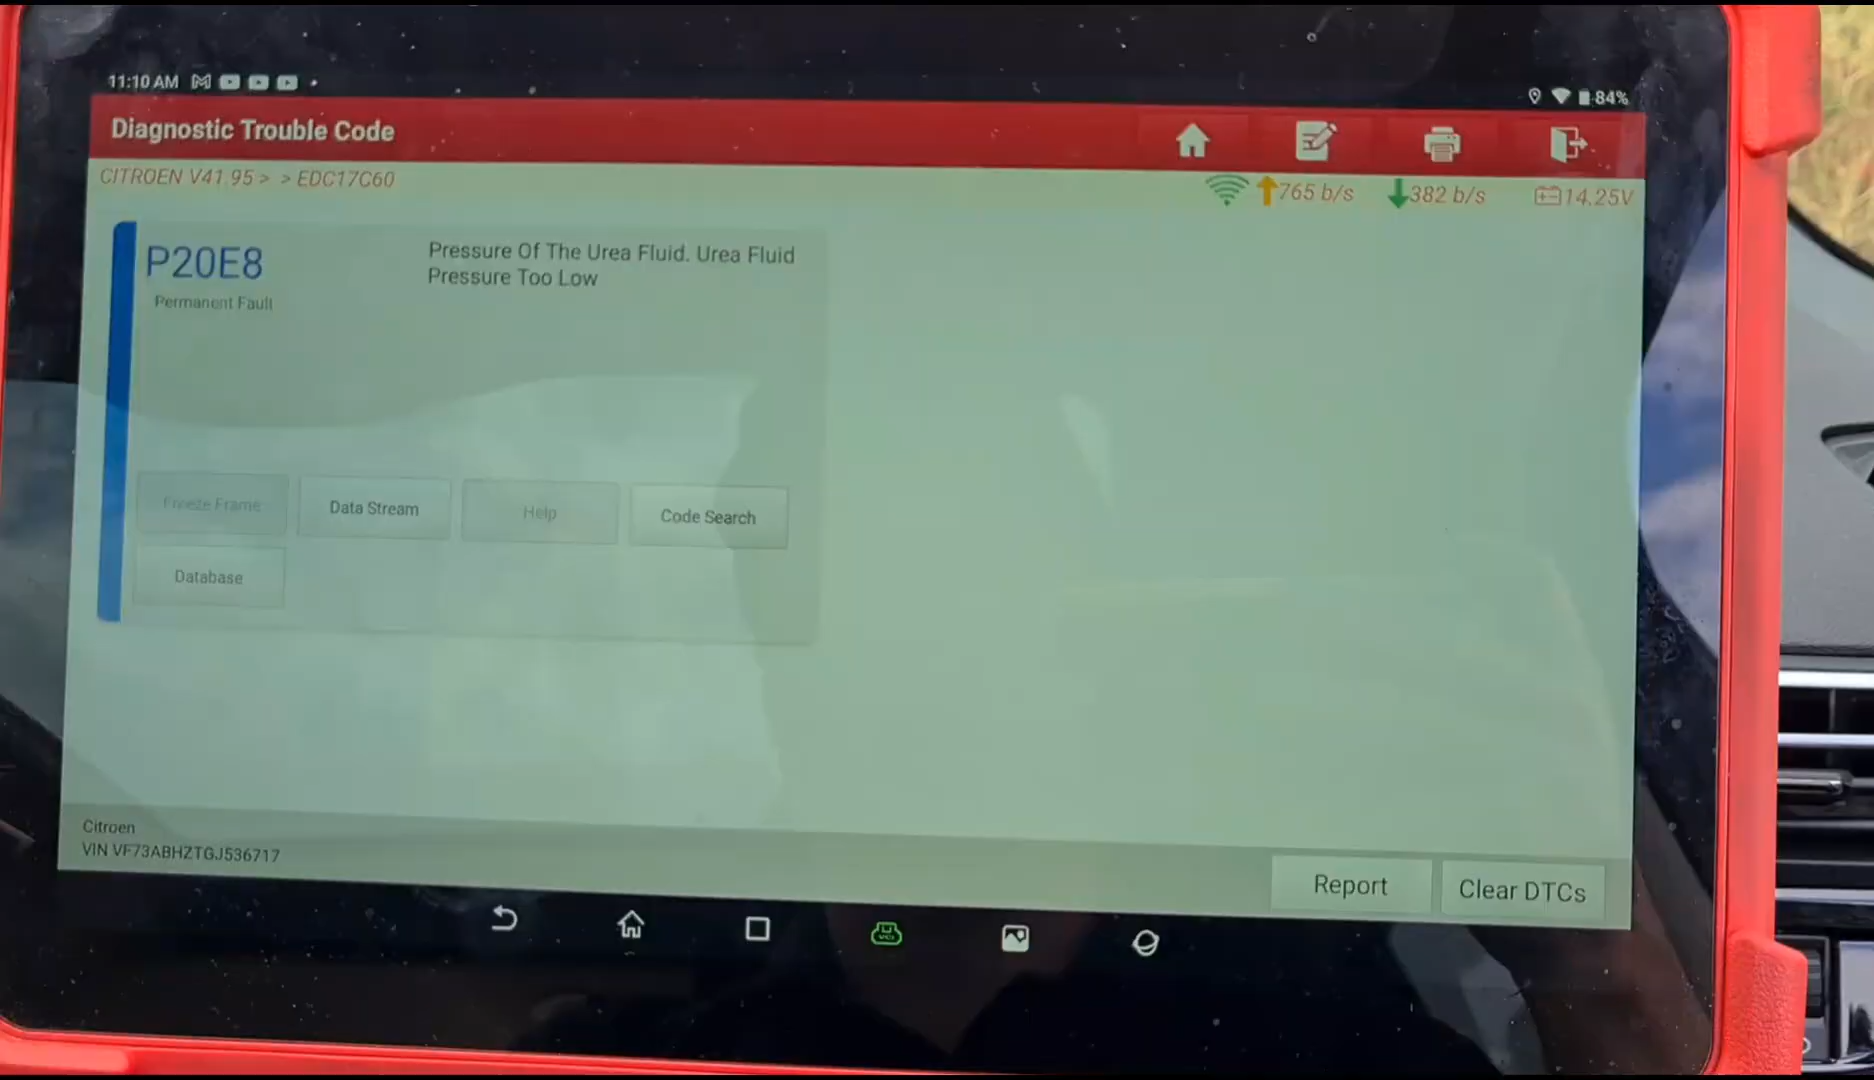 11:10 AM
84%
Diagnostic Trouble Code
CITROEN V41.95 > > EDC17C60
765 b/s
382 b/s
14.25V
P20E8
Permanent Fault
Pressure Of The Urea Fluid. Urea Fluid
Pressure Too Low
Freeze Frame
Data Stream
Help
Code Search
Database
Citroen
VIN VF73ABHZTGJ536717
Report
Clear DTCs